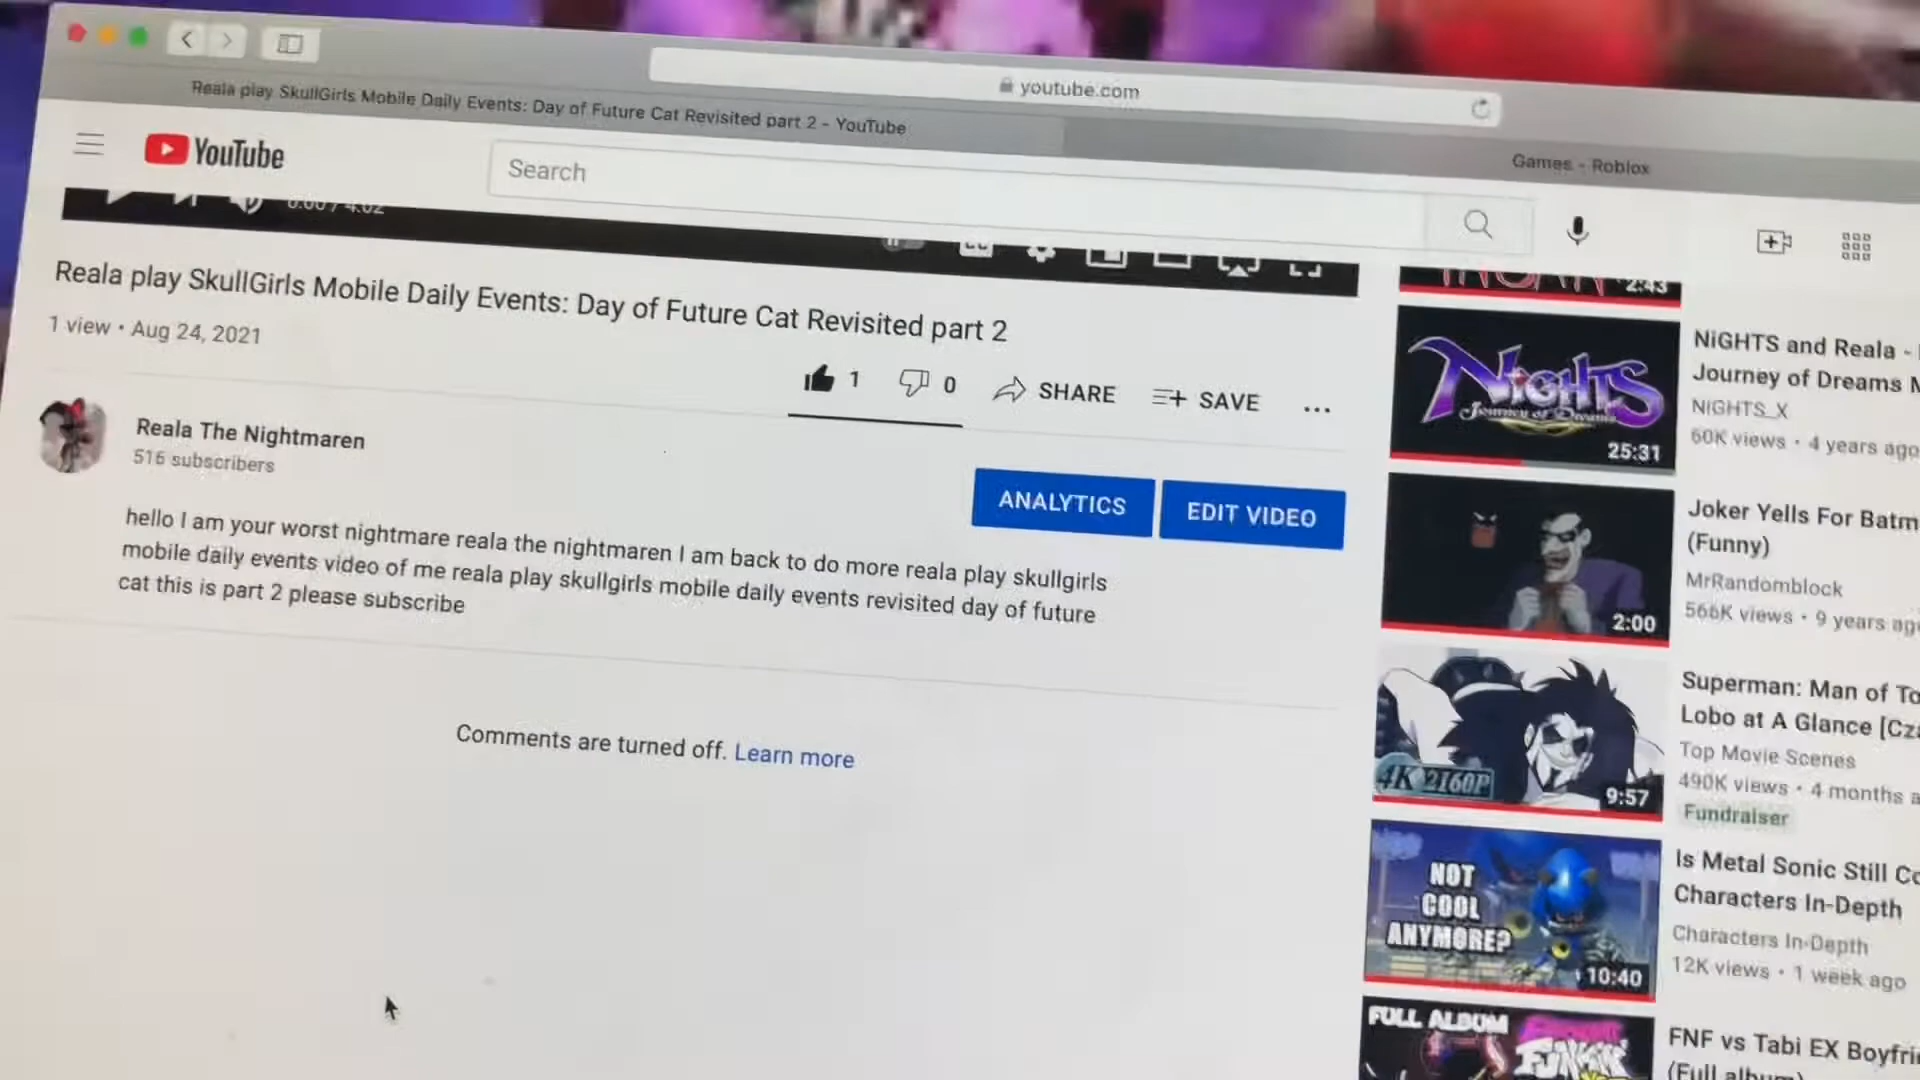 youtube.com
Reala play SkullGirls Mobile Daily Events: Day of Future Cat Revisited part 2 - YouTube
Games - Roblox
YouTube
Search
0:00 / 4:02
Reala play SkullGirls Mobile Daily Events: Day of Future Cat Revisited part 2
1 view • Aug 24, 2021
1
0
SHARE
SAVE
Reala The Nightmaren
516 subscribers
ANALYTICS
EDIT VIDEO
hello I am your worst nightmare reala the nightmaren I am back to do more reala play skullgirls
mobile daily events video of me reala play skullgirls mobile daily events revisited day of future
cat this is part 2 please subscribe
Comments are turned off. Learn more
2:43
NiGHTS
Journey of Dreams
25:31
NiGHTS and Reala -
Journey of Dreams
NiGHTS_X
60K views • 4 years ago
2:00
Joker Yells For
(Funny)
MrRandomblock
566K views • 9 years
4K 2160P
9:57
Superman: Man of
Lobo at A Glance
Top Movie Scenes
490K views • 4 months
Fundraiser
NOT
COOL
ANYMORE?
10:40
Is Metal Sonic Still
Characters In-Depth
Characters In-Depth
12K views • 1 week ago
FULL ALBUM
FNF vs Tabi EX
(Full album)